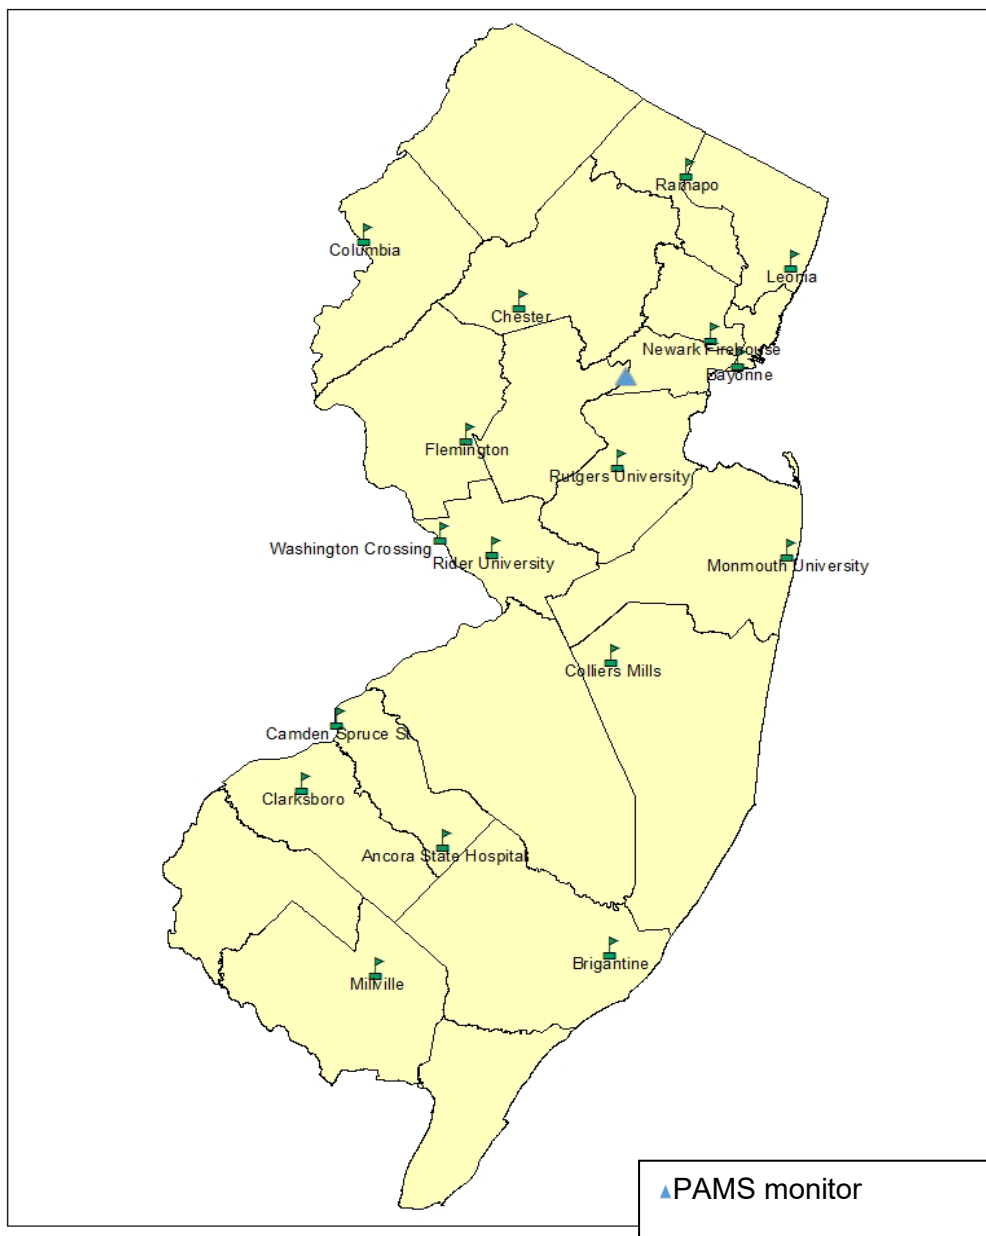 Ramapo
Columbia
Leonia
Chester
Newark Firehouse
Bayonne
Flemington
Rutgers University
Washington Crossing
Rider University
Monmouth University
Colliers Mills
Camden Spruce St
Clarksboro
Ancora State Hospital
Brigantine
Millville
PAMS monitor